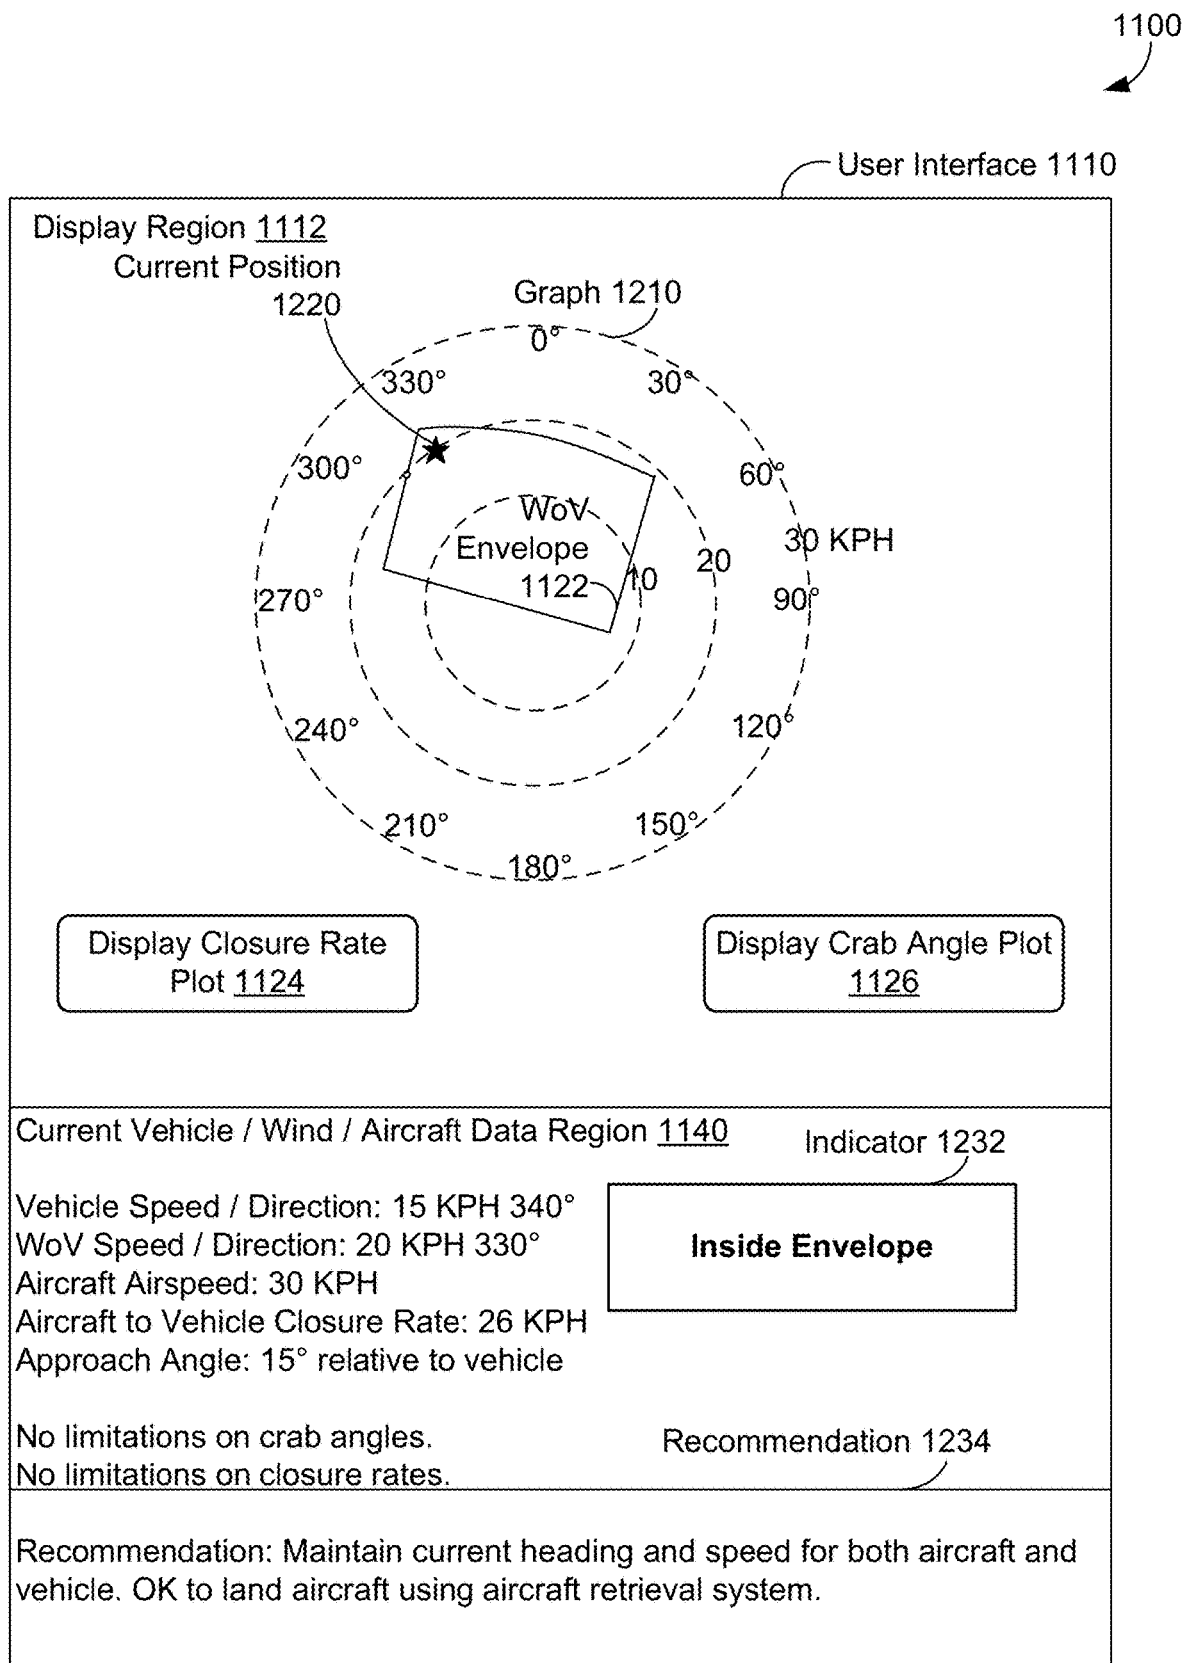 1100
User Interface 1110
Display Region 1112
Current Position
1220
Graph 1210
0°
330°
30°
300°
60°
WoV
Envelope
1122
10
20
30 KPH
270°
90°
240°
120°
210°
150°
180°
Display Closure Rate
Plot 1124
Display Crab Angle Plot
1126
Current Vehicle / Wind / Aircraft Data Region 1140
Indicator 1232
Vehicle Speed / Direction: 15 KPH 340°
WoV Speed / Direction: 20 KPH 330°
Aircraft Airspeed: 30 KPH
Aircraft to Vehicle Closure Rate: 26 KPH
Approach Angle: 15° relative to vehicle
Inside Envelope
No limitations on crab angles.
No limitations on closure rates.
Recommendation 1234
Recommendation: Maintain current heading and speed for both aircraft and
vehicle. OK to land aircraft using aircraft retrieval system.